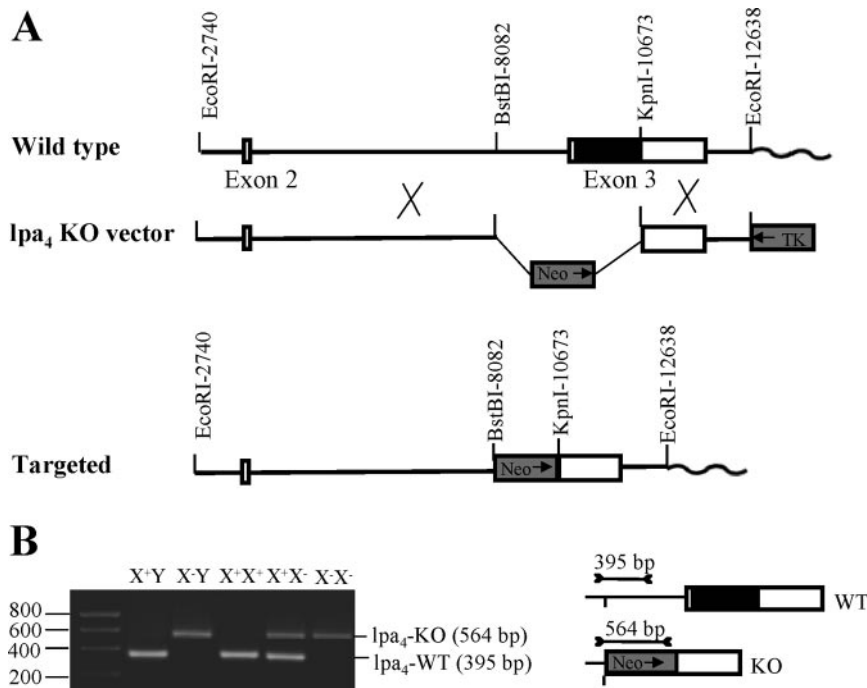 A
EcoRI-2740
BstBI-8082
KpnI-10673
EcoRI-12638
Wild type
Exon 2
Exon 3
lpa₄ KO vector
Neo
TK
EcoRI-2740
BstBI-8082
KpnI-10673
EcoRI-12638
Targeted
Neo
B
X⁺Y X⁻Y X⁺X⁺ X⁺X⁻ X⁻X⁻
800
600
400
200
lpa₄-KO (564 bp)
lpa₄-WT (395 bp)
395 bp
WT
564 bp
Neo
KO